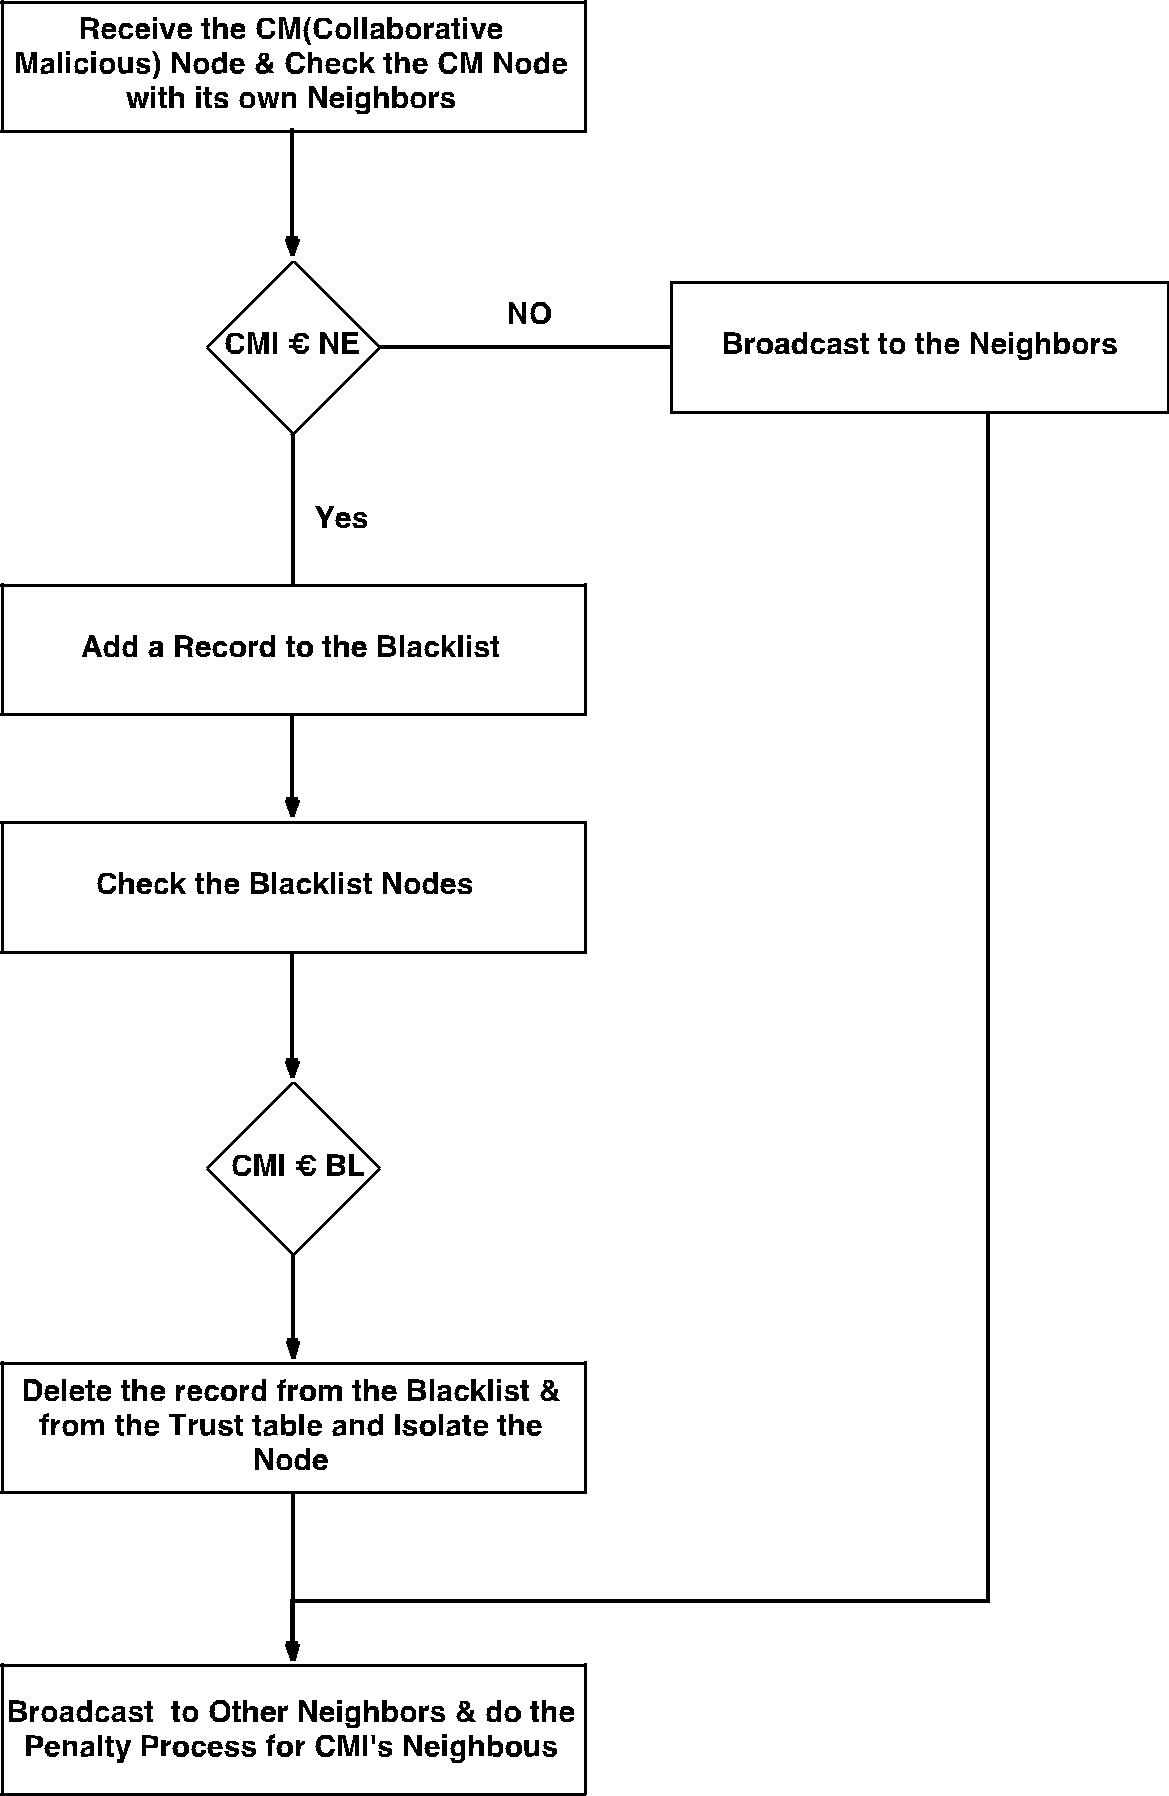 Receive the CM(Collaborative
Malicious) Node & Check the CM Node
with its own Neighbors
CMI € NE
NO
Broadcast to the Neighbors
Yes
Add a Record to the Blacklist
Check the Blacklist Nodes
CMI € BL
Delete the record from the Blacklist &
from the Trust table and Isolate the
Node
Broadcast to Other Neighbors & do the
Penalty Process for CMI's Neighbous